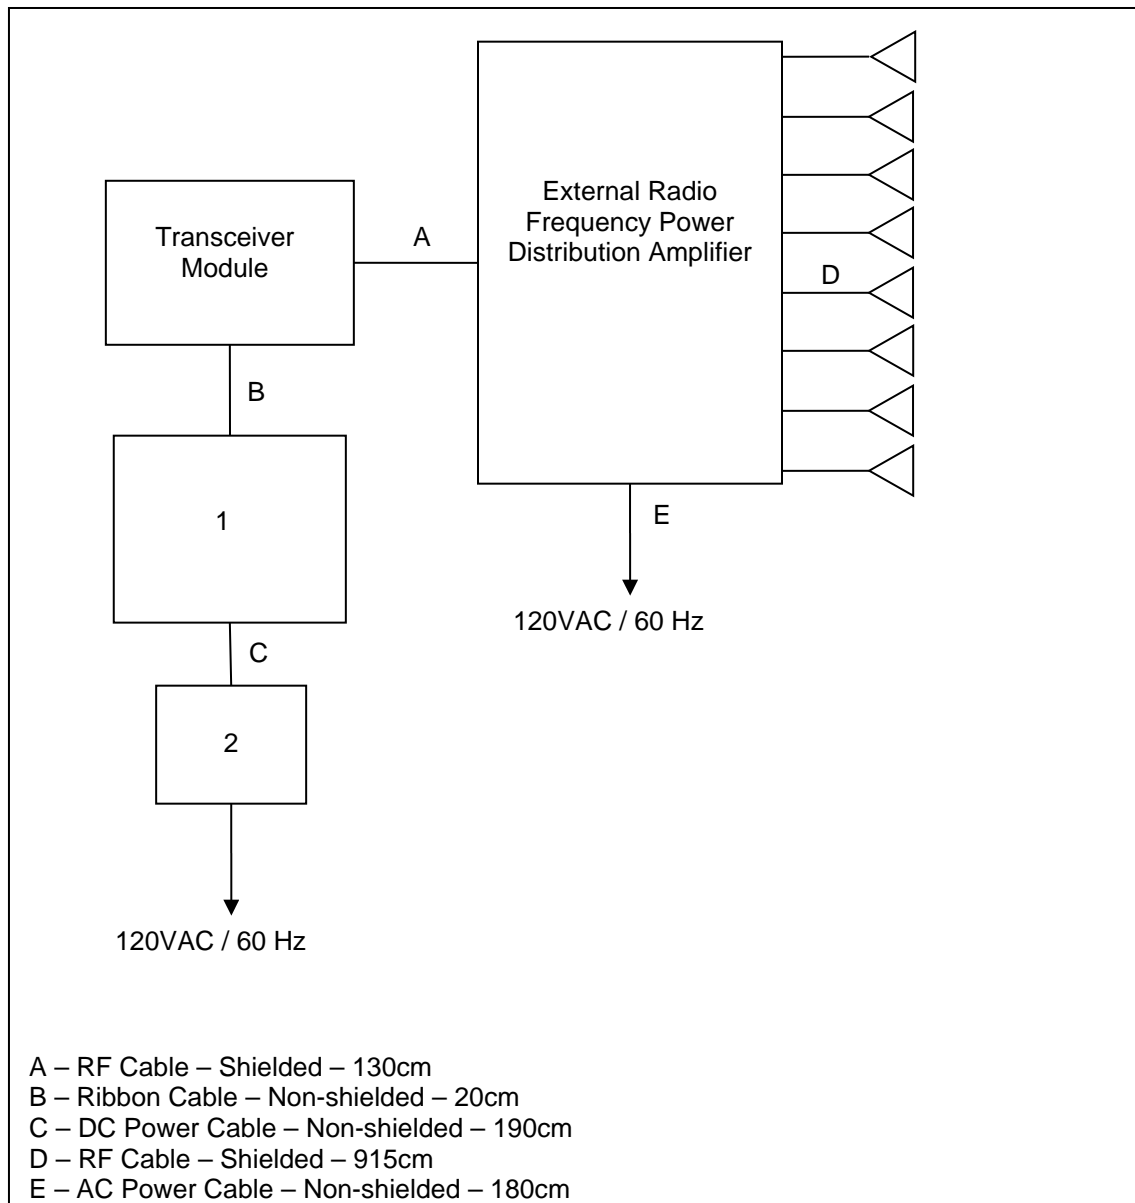 External Radio
Frequency Power
Distribution Amplifier
Transceiver
Module
A
D
B
1
E
120VAC / 60 Hz
C
2
120VAC / 60 Hz
A – RF Cable – Shielded – 130cm
B – Ribbon Cable – Non-shielded – 20cm
C – DC Power Cable – Non-shielded – 190cm
D – RF Cable – Shielded – 915cm
E – AC Power Cable – Non-shielded – 180cm